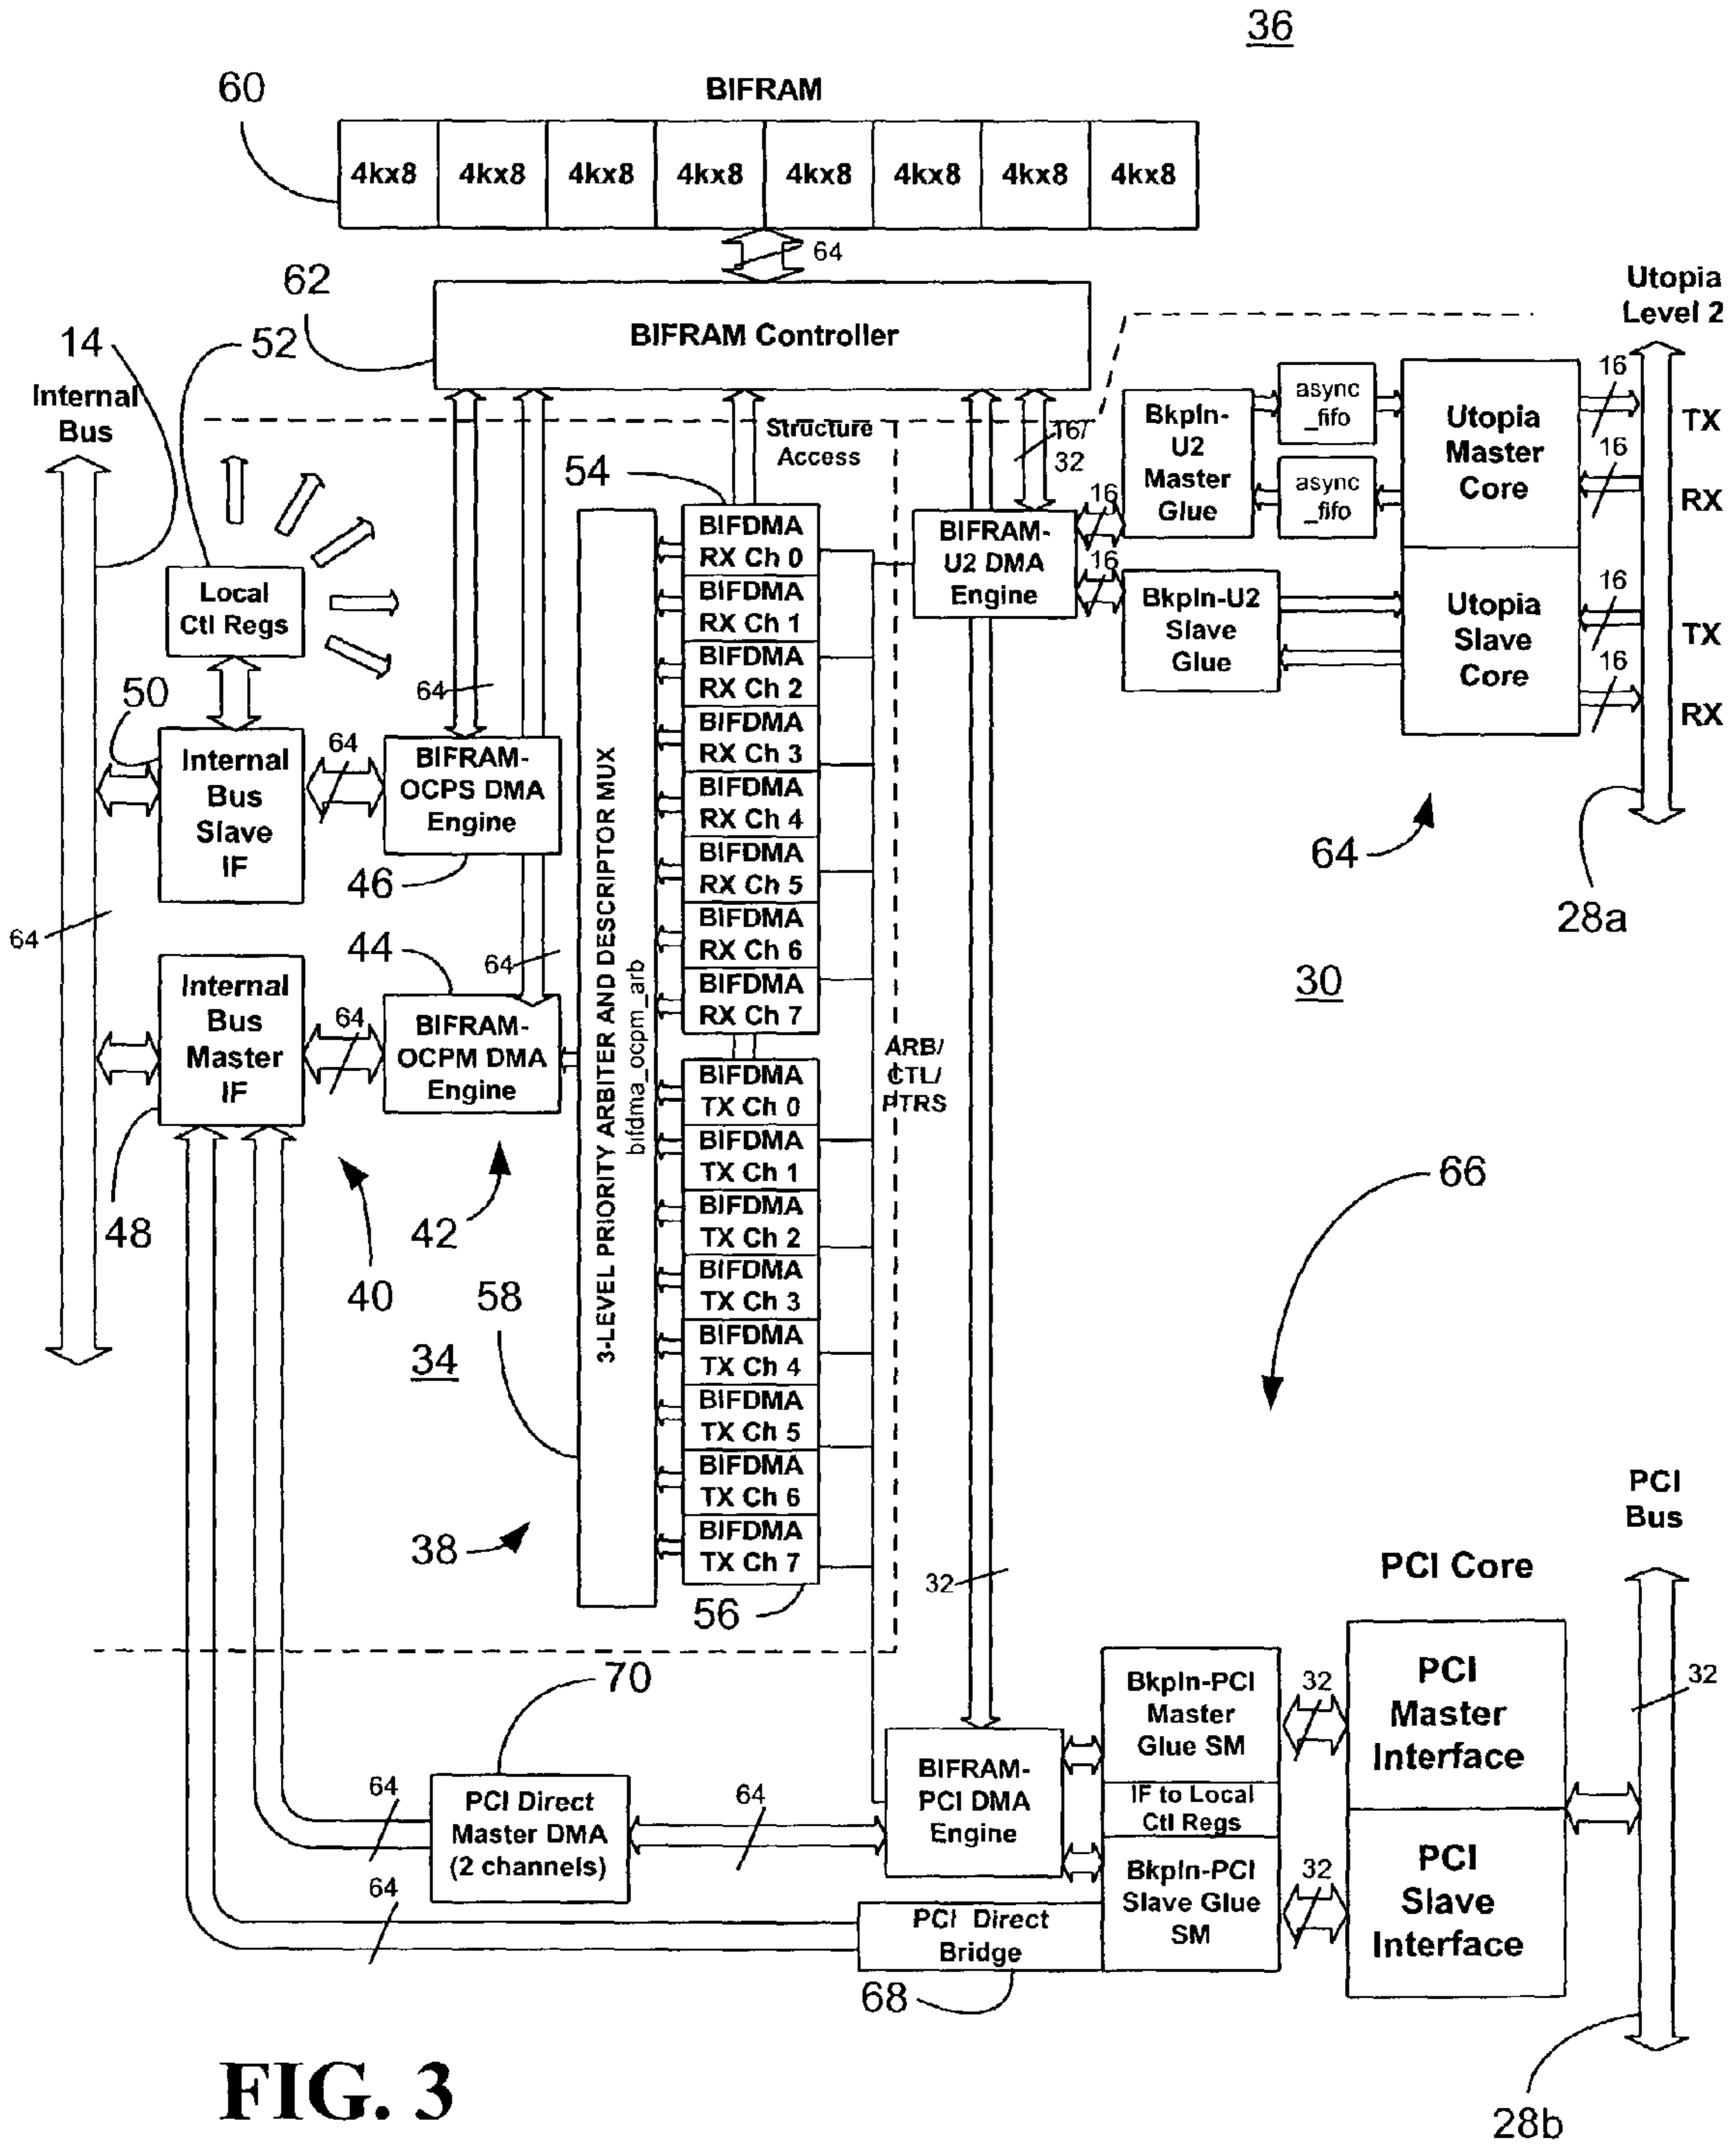 36
BIFRAM
60
4kx8 4kx8 4kx8 4kx8 4kx8 4kx8 4kx8 4kx8
64
62
BIFRAM Controller
Utopia
Level 2
14
52
Internal
Bus
Structure
Access
16/
32
54
Local
Ctl Regs
BIFDMA
RX Ch 0
BIFDMA
RX Ch 1
BIFDMA
RX Ch 2
BIFDMA
RX Ch 3
BIFDMA
RX Ch 4
BIFDMA
RX Ch 5
BIFDMA
RX Ch 6
BIFDMA
RX Ch 7
BIFDMA
TX Ch 0
BIFDMA
TX Ch 1
BIFDMA
TX Ch 2
BIFDMA
TX Ch 3
BIFDMA
TX Ch 4
BIFDMA
TX Ch 5
BIFDMA
TX Ch 6
BIFDMA
TX Ch 7
56
3-LEVEL PRIORITY ARBITER AND DESCRIPTOR MUX
bifdma_ocpm_arb
BIFRAM-
U2 DMA
Engine
16
16
Bkpln-
U2
Master
Glue
async
_fifo
async
_fifo
Utopia
Master
Core
16
TX
16
RX
Bkpln-U2
Slave
Glue
Utopia
Slave
Core
16
TX
16
RX
64
28a
30
50
Internal
Bus
Slave
IF
64
64
BIFRAM-
OCPS DMA
Engine
46
64
44
64
Internal
Bus
Master
IF
64
BIFRAM-
OCPM DMA
Engine
48
40
42
58
34
38
ARB/
CTL/
PTRS
66
32
PCI
Bus
PCI Core
70
PCI Direct
Master DMA
(2 channels)
64
64
64
BIFRAM-
PCI DMA
Engine
Bkpln-PCI
Master
Glue SM
IF to Local
Ctl Regs
Bkpln-PCI
Slave Glue
SM
32
32
PCI
Master
Interface
PCI
Slave
Interface
32
PCI Direct
Bridge
68
28b
FIG. 3